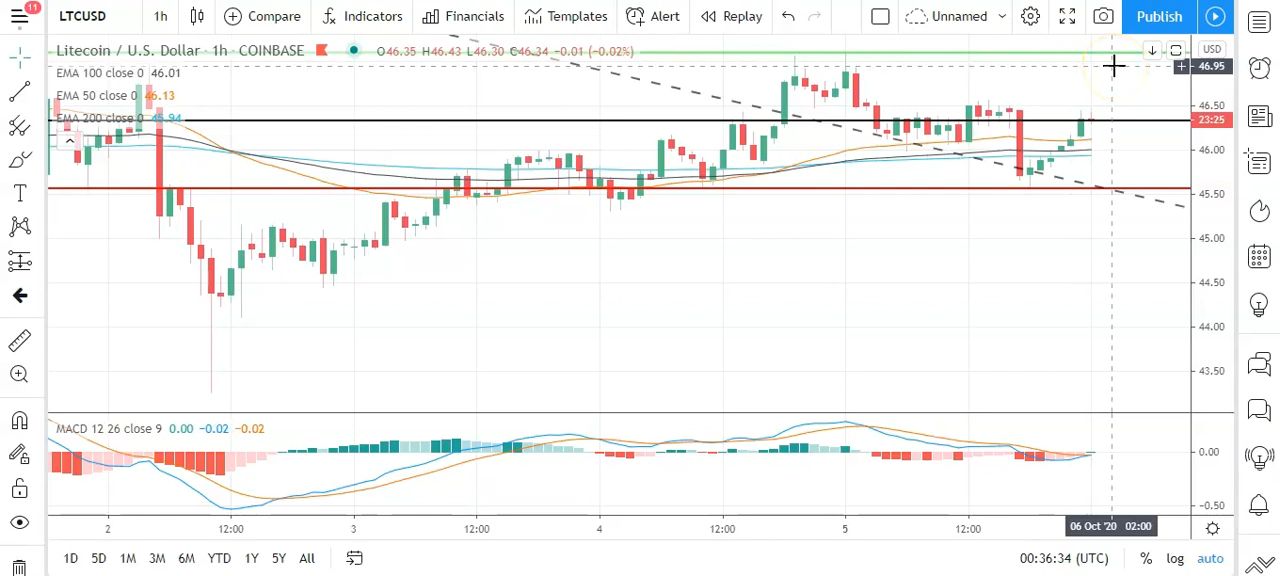 11
LTCUSD 1h Compare Indicators Financials Templates Alert Replay Unnamed Publish
Litecoin / U.S. Dollar · 1h · COINBASE O46.35 H46.43 L46.30 C46.34 −0.01 (−0.02%) USD
46.95
EMA 100 close 0 46.01
EMA 50 close 0 46.13
46.50
EMA 200 close 0 45.94
23:25
46.00
45.50
45.00
44.50
44.00
43.50
MACD 12 26 close 9 0.00 −0.02 −0.02
0.00
−0.50
2 12:00 3 12:00 4 12:00 5 12:00 06 Oct '20 02:00
1D 5D 1M 3M 6M YTD 1Y 5Y All 00:36:34 (UTC) % log auto